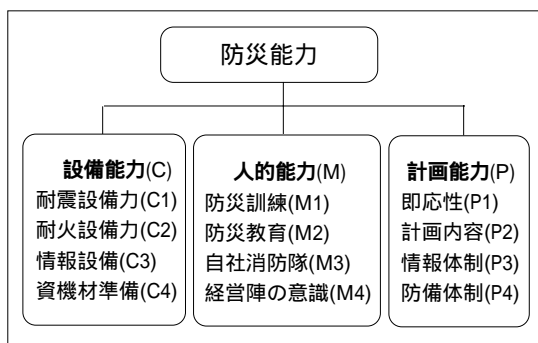 防災能力
設備能力(C)
耐震設備力(C1)
耐火設備力(C2)
情報設備(C3)
資機材準備(C4)
人的能力(M)
防災訓練(M1)
防災教育(M2)
自社消防隊(M3)
経営陣の意識(M4)
計画能力(P)
即応性(P1)
計画内容(P2)
情報体制(P3)
防備体制(P4)